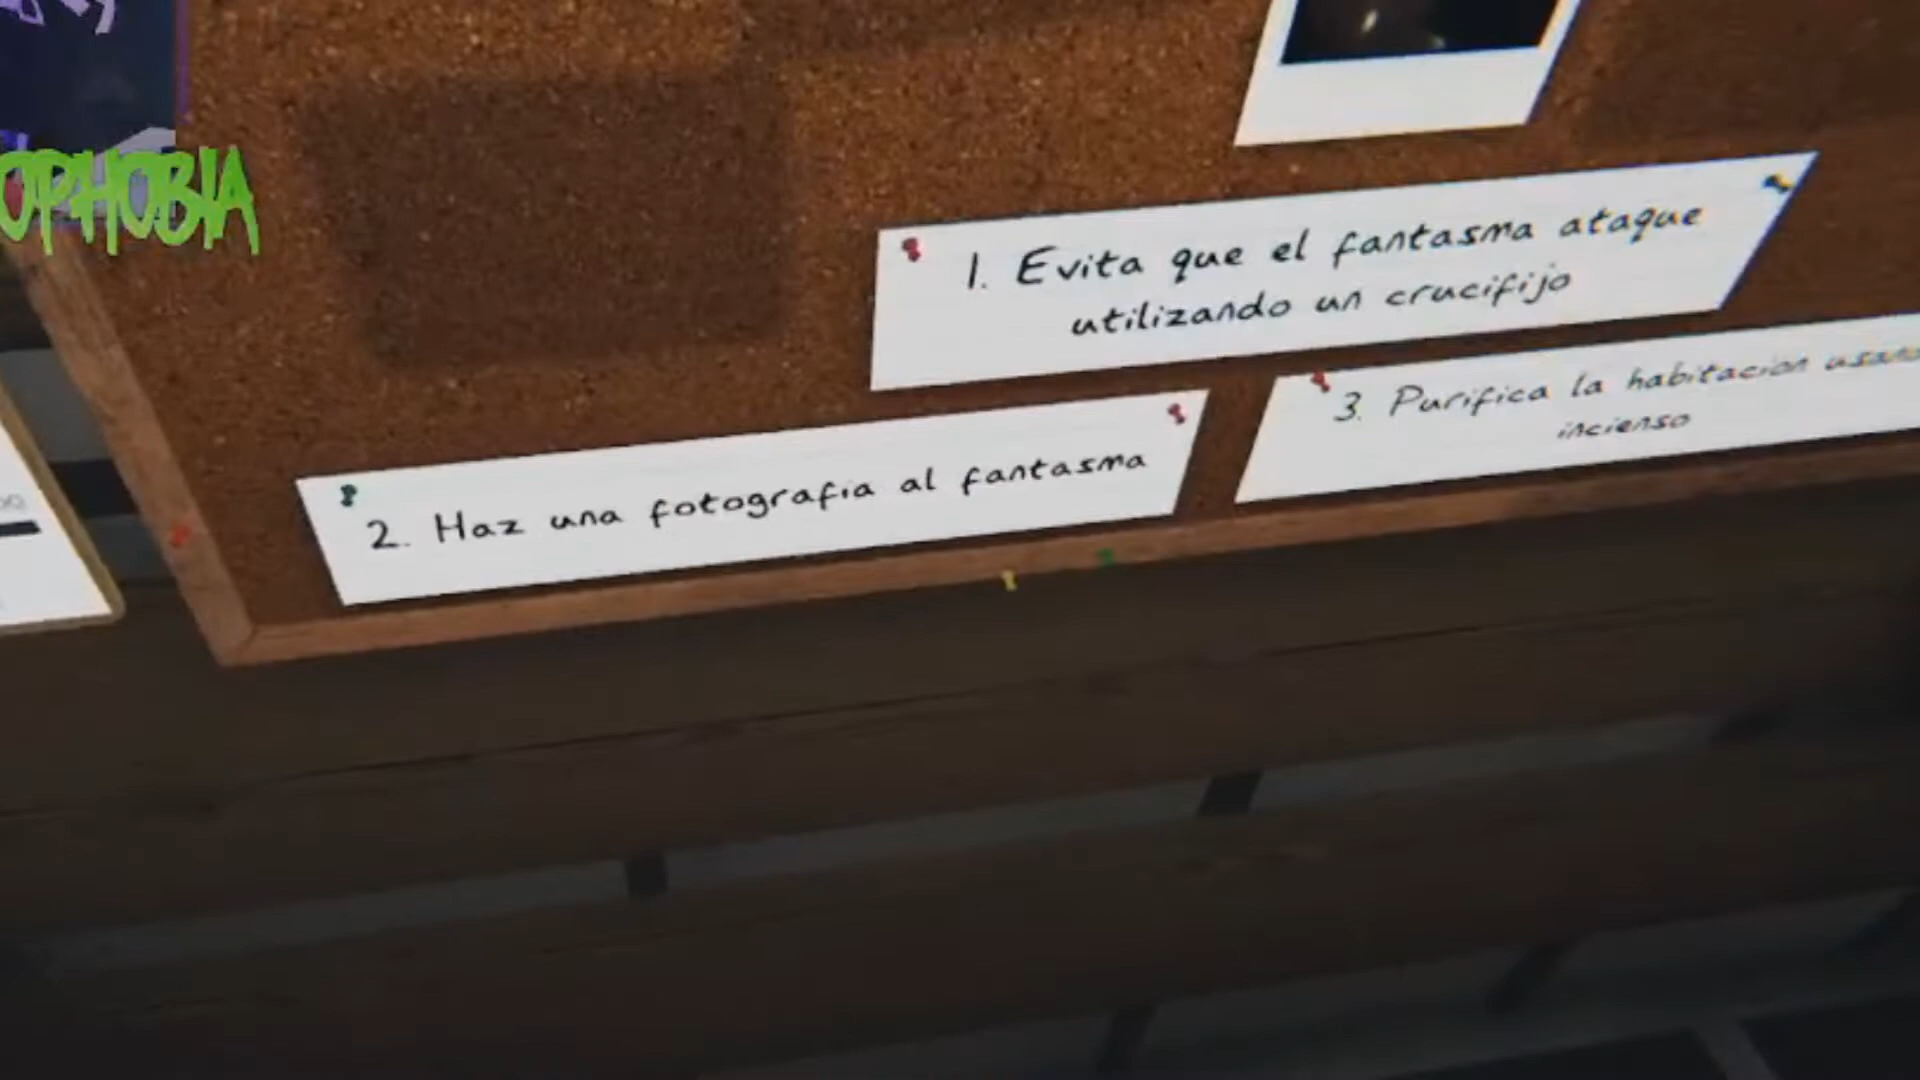 OPHOBIA
1. Evita que el fantasma ataque
utilizando un crucifijo
2. Haz una fotografia al fantasma
3. Purifica la habitacion
incienso